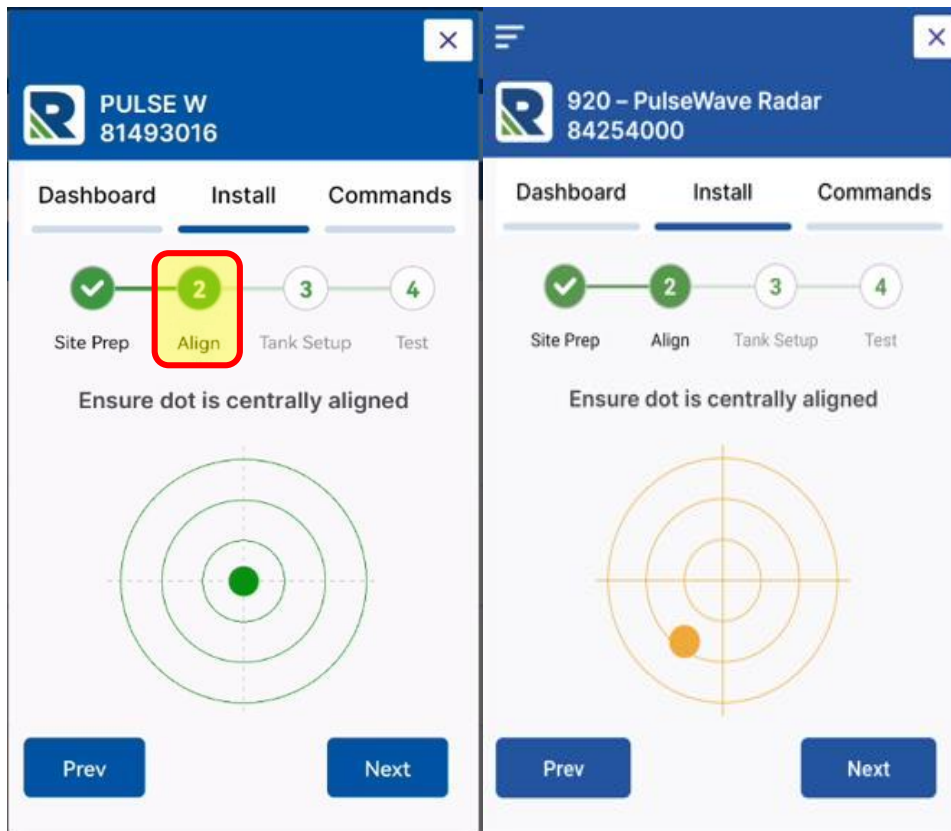 PULSE W
81493016
Dashboard Install Commands
2 3 4
Site Prep Align Tank Setup Test
Ensure dot is centrally aligned
Prev Next
920 – PulseWave Radar
84254000
Dashboard Install Commands
2 3 4
Site Prep Align Tank Setup Test
Ensure dot is centrally aligned
Prev Next